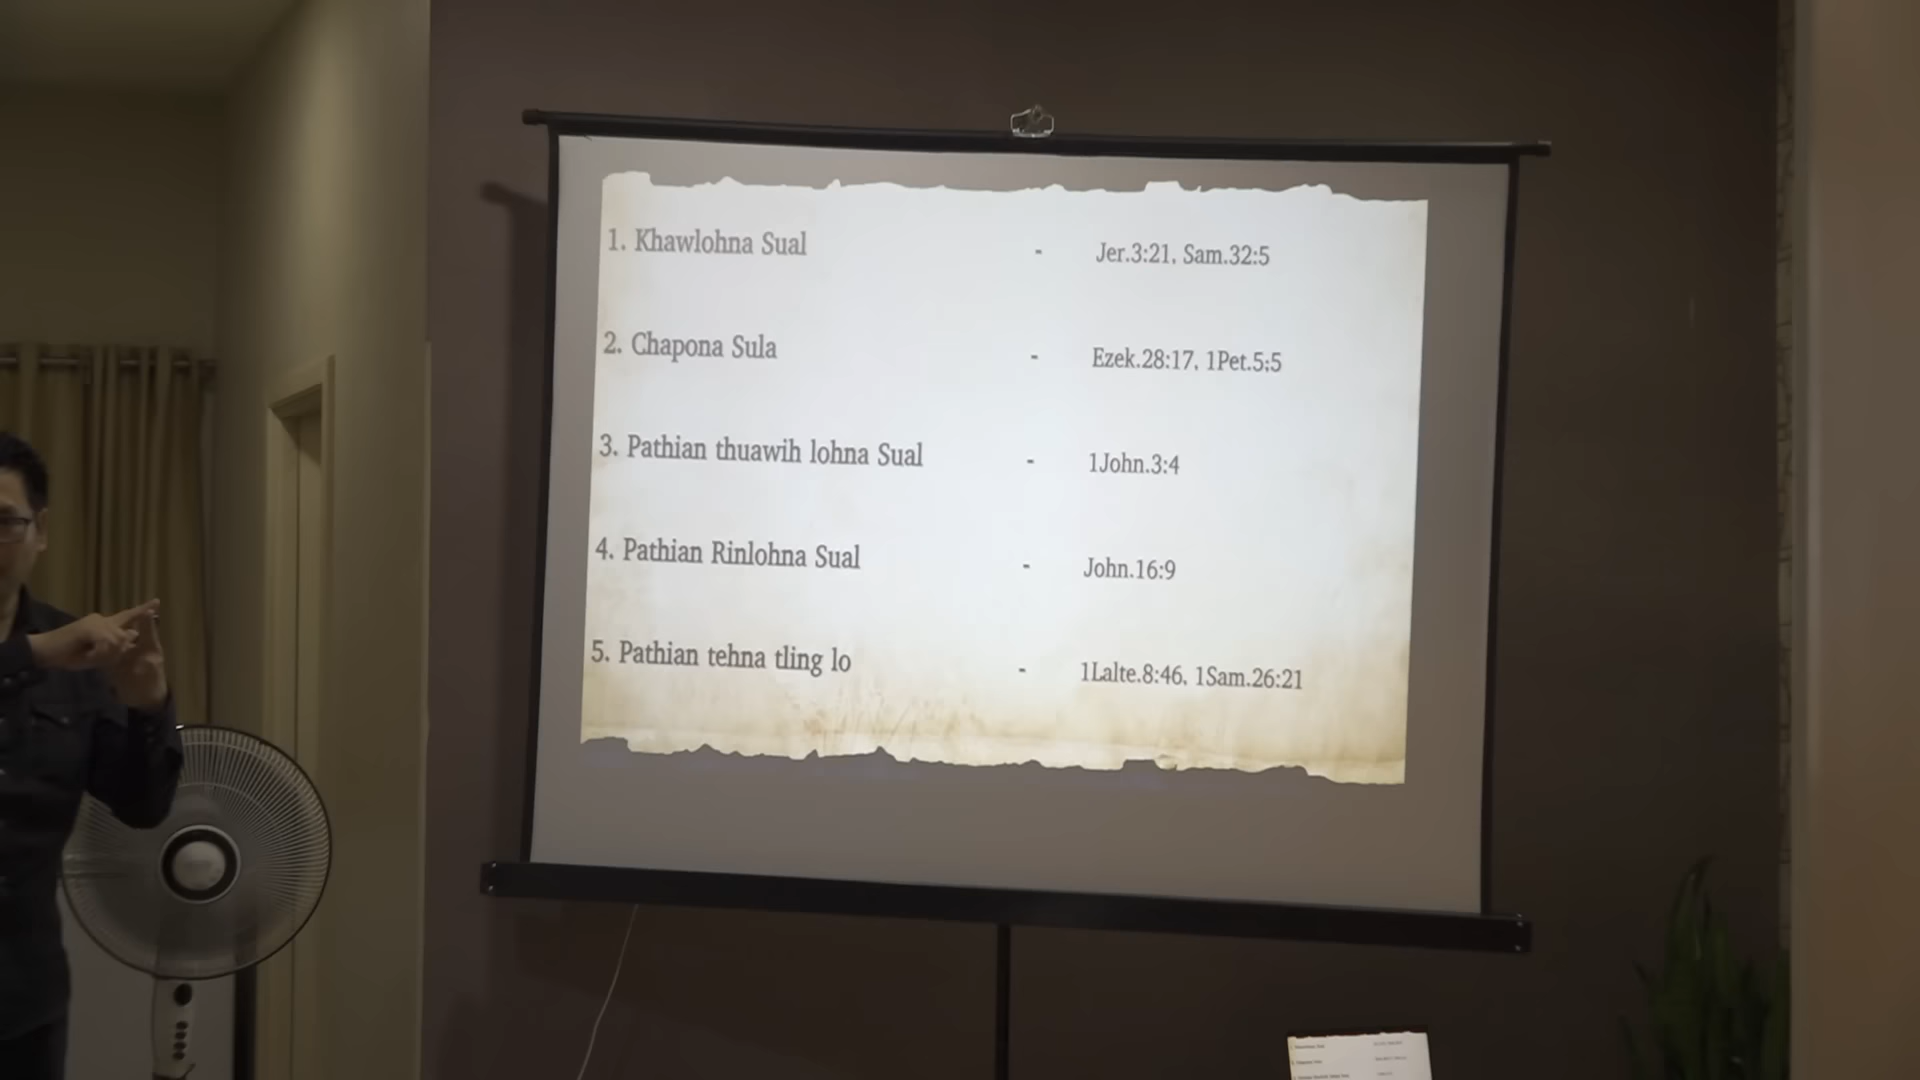 1. Khawlohna Sual - Jer.3:21, Sam.32:5
2. Chapona Sula - Ezek.28:17, 1Pet.5:5
3. Pathian thuawih lohna Sual - 1John.3:4
4. Pathian Rinlohna Sual - John.16:9
5. Pathian tehna tling lo - 1Lalte.8:46, 1Sam.26:21